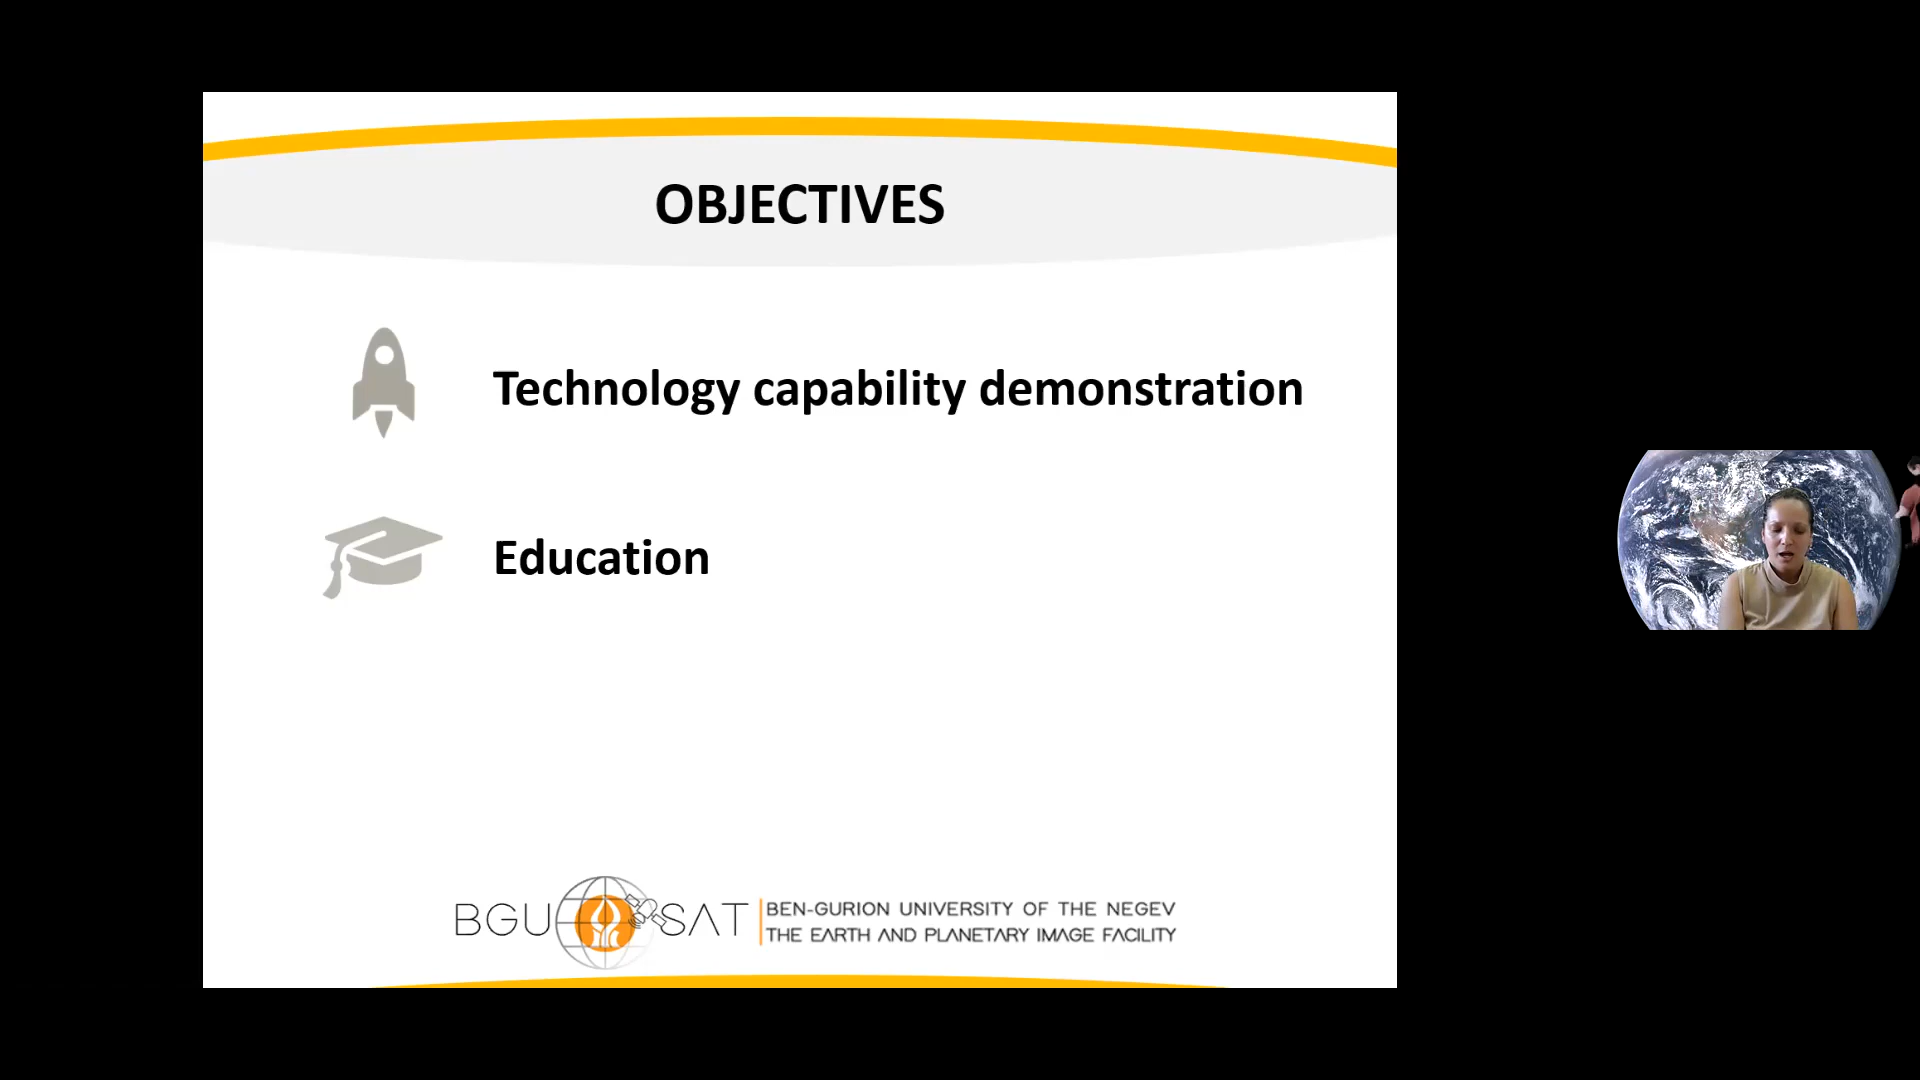 OBJECTIVES
Technology capability demonstration
Education
BGU SAT
BEN-GURION UNIVERSITY OF THE NEGEV
THE EARTH AND PLANETARY IMAGE FACILITY